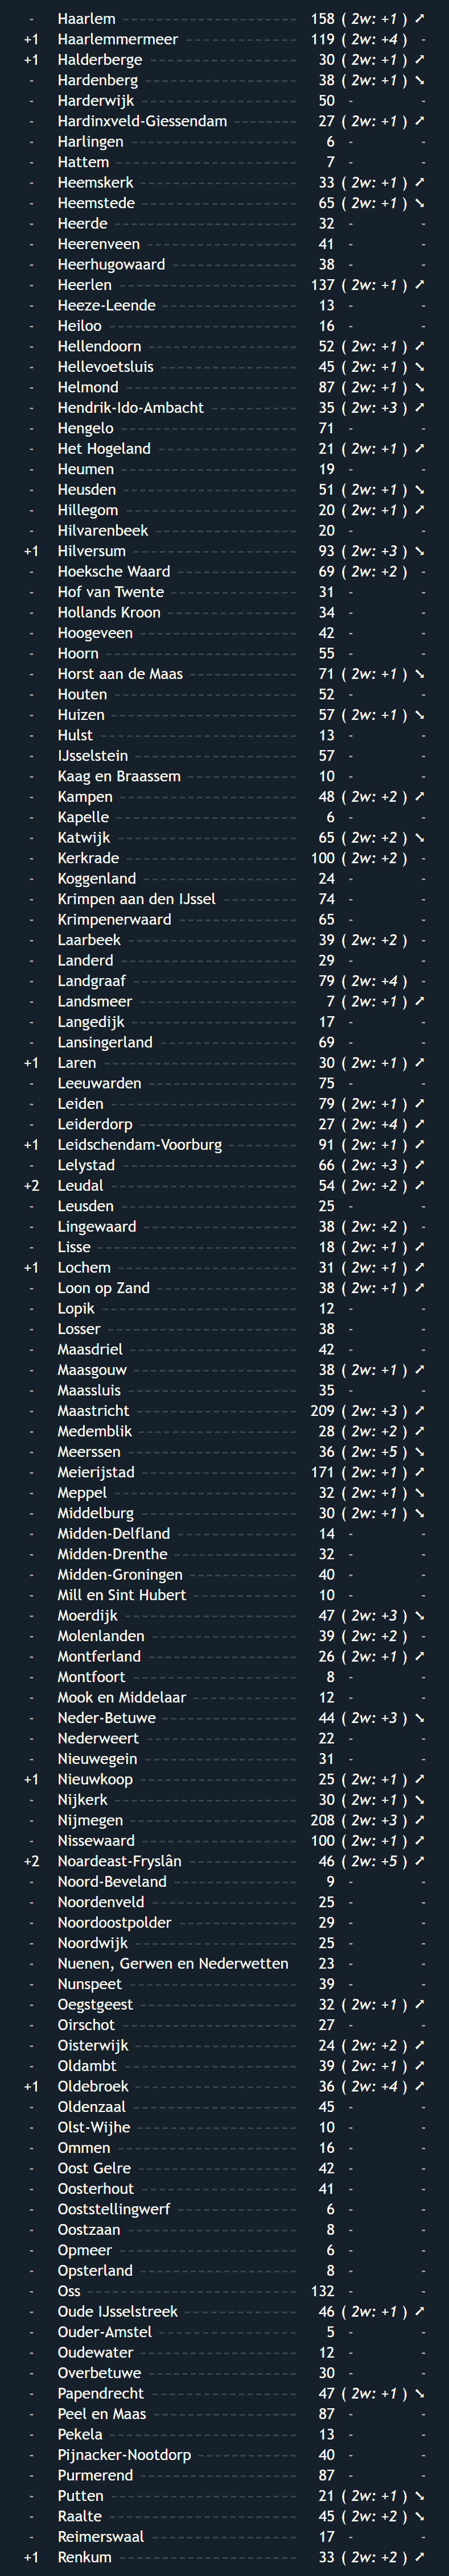 - Haarlem 158 ( 2w: +1 ) ↗
+1 Haarlemmermeer 119 ( 2w: +4 ) -
+1 Halderberge 30 ( 2w: +1 ) ↗
- Hardenberg 38 ( 2w: +1 ) ↘
- Harderwijk 50 - -
- Hardinxveld-Giessendam 27 ( 2w: +1 ) ↗
- Harlingen 6 - -
- Hattem 7 - -
- Heemskerk 33 ( 2w: +1 ) ↗
- Heemstede 65 ( 2w: +1 ) ↘
- Heerde 32 - -
- Heerenveen 41 - -
- Heerhugowaard 38 - -
- Heerlen 137 ( 2w: +1 ) ↗
- Heeze-Leende 13 - -
- Heiloo 16 - -
- Hellendoorn 52 ( 2w: +1 ) ↗
- Hellevoetsluis 45 ( 2w: +1 ) ↘
- Helmond 87 ( 2w: +1 ) ↘
- Hendrik-Ido-Ambacht 35 ( 2w: +3 ) ↗
- Hengelo 71 - -
- Het Hogeland 21 ( 2w: +1 ) ↗
- Heumen 19 - -
- Heusden 51 ( 2w: +1 ) ↘
- Hillegom 20 ( 2w: +1 ) ↗
- Hilvarenbeek 20 - -
+1 Hilversum 93 ( 2w: +3 ) ↘
- Hoeksche Waard 69 ( 2w: +2 ) -
- Hof van Twente 31 - -
- Hollands Kroon 34 - -
- Hoogeveen 42 - -
- Hoorn 55 - -
- Horst aan de Maas 71 ( 2w: +1 ) ↘
- Houten 52 - -
- Huizen 57 ( 2w: +1 ) ↘
- Hulst 13 - -
- IJsselstein 57 - -
- Kaag en Braassem 10 - -
- Kampen 48 ( 2w: +2 ) ↗
- Kapelle 6 - -
- Katwijk 65 ( 2w: +2 ) ↘
- Kerkrade 100 ( 2w: +2 ) -
- Koggenland 24 - -
- Krimpen aan den IJssel 74 - -
- Krimpenerwaard 65 - -
- Laarbeek 39 ( 2w: +2 ) -
- Landerd 29 - -
- Landgraaf 79 ( 2w: +4 ) -
- Landsmeer 7 ( 2w: +1 ) ↗
- Langedijk 17 - -
- Lansingerland 69 - -
+1 Laren 30 ( 2w: +1 ) ↗
- Leeuwarden 75 - -
- Leiden 79 ( 2w: +1 ) ↗
- Leiderdorp 27 ( 2w: +4 ) ↗
+1 Leidschendam-Voorburg 91 ( 2w: +1 ) ↗
- Lelystad 66 ( 2w: +3 ) ↗
+2 Leudal 54 ( 2w: +2 ) ↗
- Leusden 25 - -
- Lingewaard 38 ( 2w: +2 ) -
- Lisse 18 ( 2w: +1 ) ↗
+1 Lochem 31 ( 2w: +1 ) ↗
- Loon op Zand 38 ( 2w: +1 ) ↗
- Lopik 12 - -
- Losser 38 - -
- Maasdriel 42 - -
- Maasgouw 38 ( 2w: +1 ) ↗
- Maassluis 35 - -
- Maastricht 209 ( 2w: +3 ) ↗
- Medemblik 28 ( 2w: +2 ) ↗
- Meerssen 36 ( 2w: +5 ) ↘
- Meierijstad 171 ( 2w: +1 ) ↗
- Meppel 32 ( 2w: +1 ) ↘
- Middelburg 30 ( 2w: +1 ) ↘
- Midden-Delfland 14 - -
- Midden-Drenthe 32 - -
- Midden-Groningen 40 - -
- Mill en Sint Hubert 10 - -
- Moerdijk 47 ( 2w: +3 ) ↘
- Molenlanden 39 ( 2w: +2 ) -
- Montferland 26 ( 2w: +1 ) ↗
- Montfoort 8 - -
- Mook en Middelaar 12 - -
- Neder-Betuwe 44 ( 2w: +3 ) ↘
- Nederweert 22 - -
- Nieuwegein 31 - -
+1 Nieuwkoop 25 ( 2w: +1 ) ↗
- Nijkerk 30 ( 2w: +1 ) ↘
- Nijmegen 208 ( 2w: +3 ) ↗
- Nissewaard 100 ( 2w: +1 ) ↗
+2 Noardeast-Fryslân 46 ( 2w: +5 ) ↗
- Noord-Beveland 9 - -
- Noordenveld 25 - -
- Noordoostpolder 29 - -
- Noordwijk 25 - -
- Nuenen, Gerwen en Nederwetten 23 - -
- Nunspeet 39 - -
- Oegstgeest 32 ( 2w: +1 ) ↗
- Oirschot 27 - -
- Oisterwijk 24 ( 2w: +2 ) ↗
- Oldambt 39 ( 2w: +1 ) ↗
+1 Oldebroek 36 ( 2w: +4 ) ↗
- Oldenzaal 45 - -
- Olst-Wijhe 10 - -
- Ommen 16 - -
- Oost Gelre 42 - -
- Oosterhout 41 - -
- Ooststellingwerf 6 - -
- Oostzaan 8 - -
- Opmeer 6 - -
- Opsterland 8 - -
- Oss 132 - -
- Oude IJsselstreek 46 ( 2w: +1 ) ↗
- Ouder-Amstel 5 - -
- Oudewater 12 - -
- Overbetuwe 30 - -
- Papendrecht 47 ( 2w: +1 ) ↘
- Peel en Maas 87 - -
- Pekela 13 - -
- Pijnacker-Nootdorp 40 - -
- Purmerend 87 - -
- Putten 21 ( 2w: +1 ) ↘
- Raalte 45 ( 2w: +2 ) ↘
- Reimerswaal 17 - -
+1 Renkum 33 ( 2w: +2 ) ↗